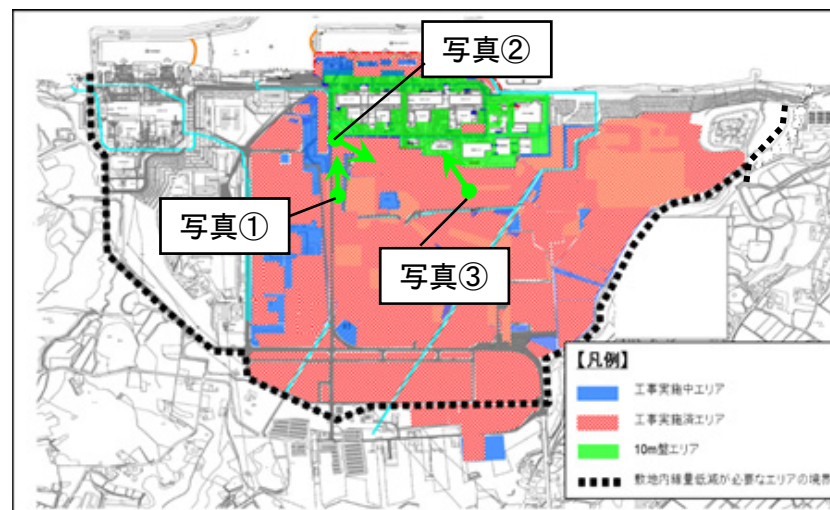 写真②
写真①
写真③
【凡例】
工事実施中エリア
工事実施済エリア
10m盤エリア
敷地内線量低減が必要なエリアの境界